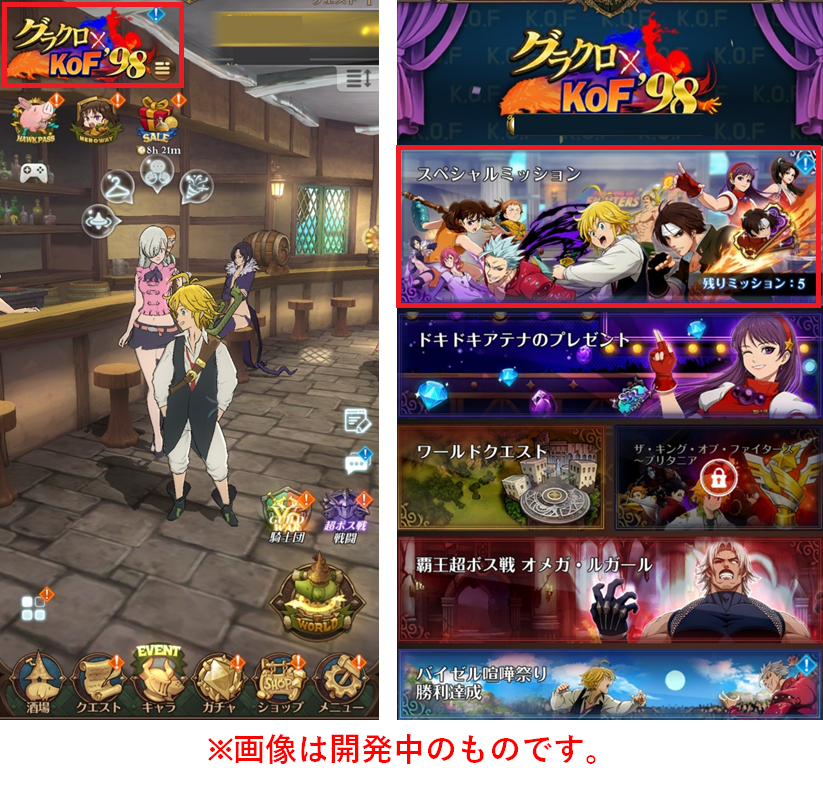 グラクロ×
KOF'98
HAWK PASS
HERO WAY
SALE
8h 21m
GUILD WAR
騎士団
超ボス戦
戦闘
WORLD
EVENT
酒場
クエスト
キャラ
ガチャ
SHOP
ショップ
メニュー
K.O.F
K.O.F
グラクロ×
KOF'98
スペシャルミッション
残りミッション：5
ドキドキアテナのプレゼント
ワールドクエスト
ザ・キング・オブ・ファイターズ
～ブリタニア
覇王超ボス戦 オメガ・ルガール
バイゼル喧嘩祭り
勝利達成
※画像は開発中のものです。